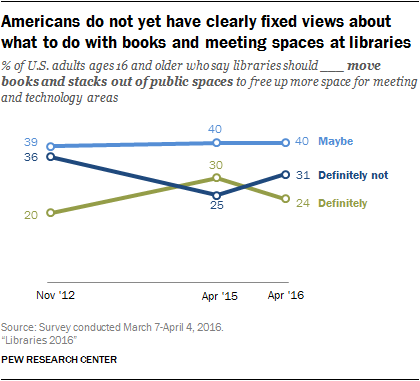 Americans do not yet have clearly fixed views about
what to do with books and meeting spaces at libraries
% of U.S. adults ages 16 and older who say libraries should ___ move
books and stacks out of public spaces to free up more space for meeting
and technology areas
39
40
40 Maybe
36
30
31 Definitely not
20
25
24 Definitely
Nov '12
Apr '15
Apr '16
Source: Survey conducted March 7-April 4, 2016.
“Libraries 2016”
PEW RESEARCH CENTER